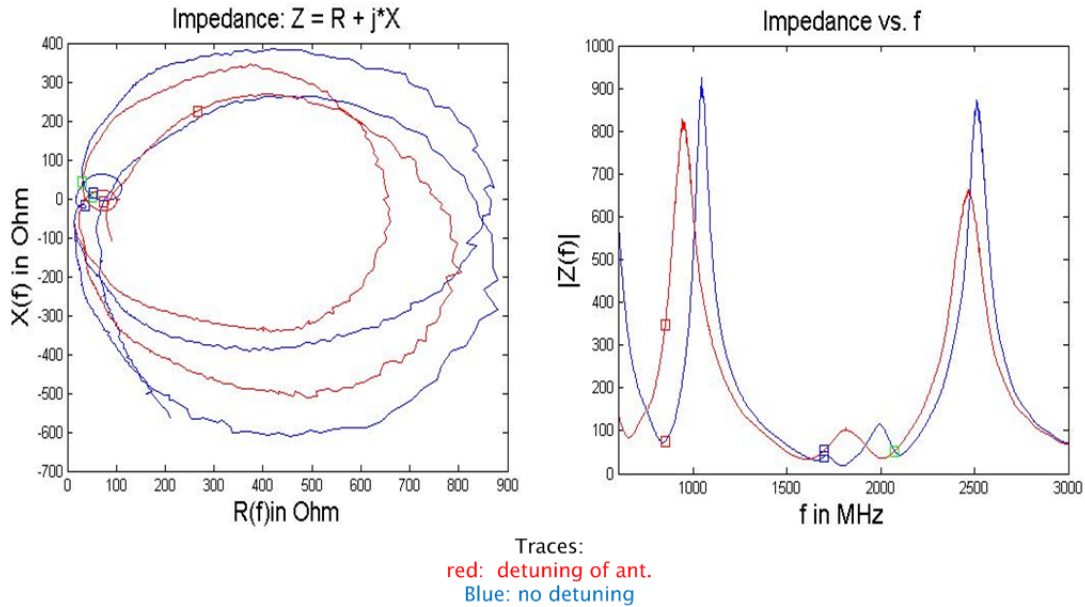 Impedance: Z = R + j*X
400
300
200
100
0
-100
-200
-300
-400
-500
-600
-700
0 100 200 300 400 500 600 700 800 900
X(f) in Ohm
R(f)in Ohm
Impedance vs. f
1000
900
800
700
600
500
400
300
200
100
0
1000 1500 2000 2500 3000
|Z(f)|
f in MHz
Traces:
red: detuning of ant.
Blue: no detuning